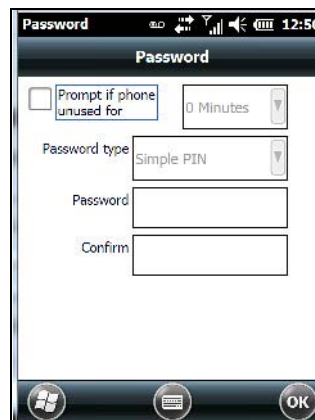 Password 12:50
Password
Prompt if phone
unused for
0 Minutes
Password type
Simple PIN
Password
Confirm
OK